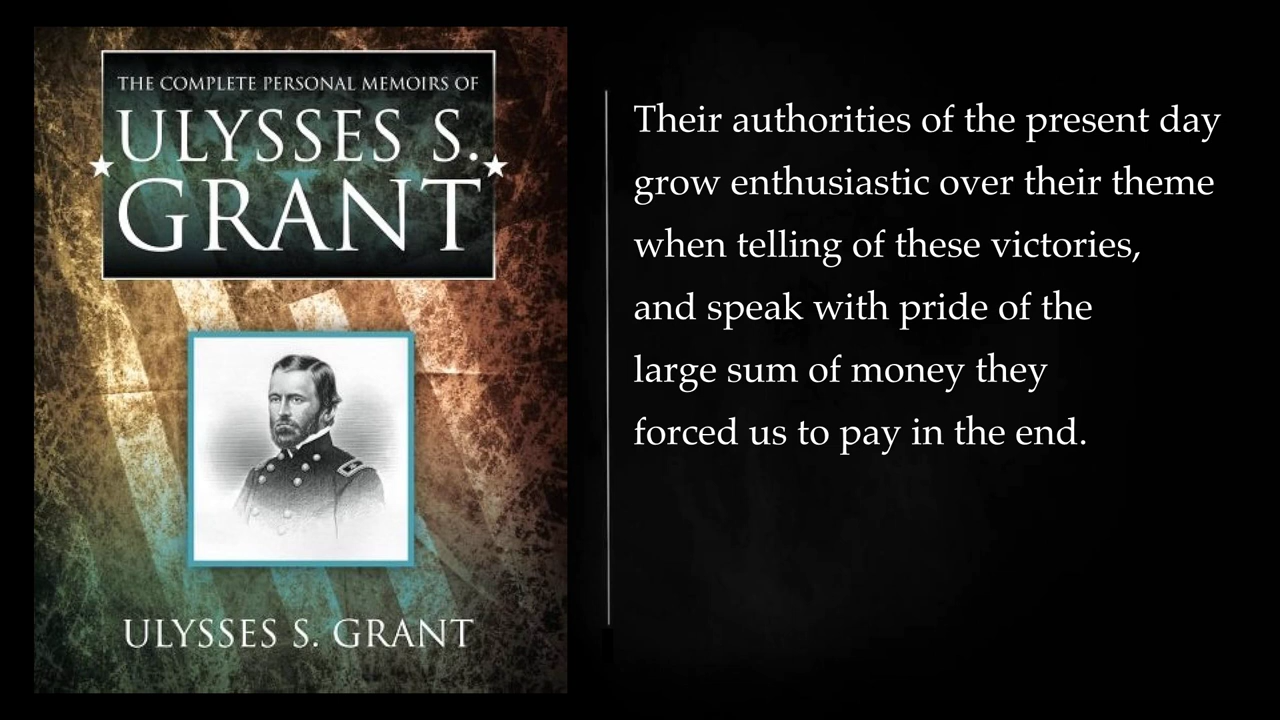 THE COMPLETE PERSONAL MEMOIRS OF
ULYSSES S.
GRANT
ULYSSES S. GRANT
Their authorities of the present day
grow enthusiastic over their theme
when telling of these victories,
and speak with pride of the
large sum of money they
forced us to pay in the end.